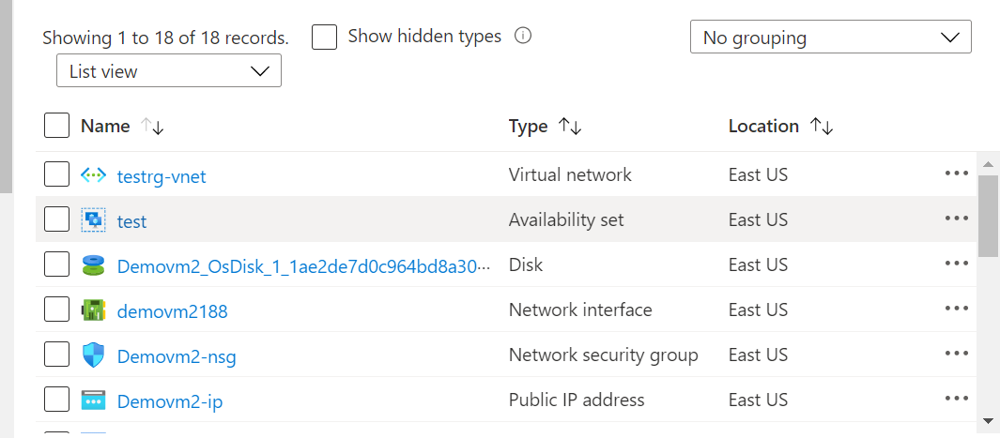 Showing 1 to 18 of 18 records. Show hidden types No grouping
List view
Name Type Location
testrg-vnet Virtual network East US
test Availability set East US
Demovm2_OsDisk_1_1ae2de7d0c964bd8a30... Disk East US
demovm2188 Network interface East US
Demovm2-nsg Network security group East US
Demovm2-ip Public IP address East US